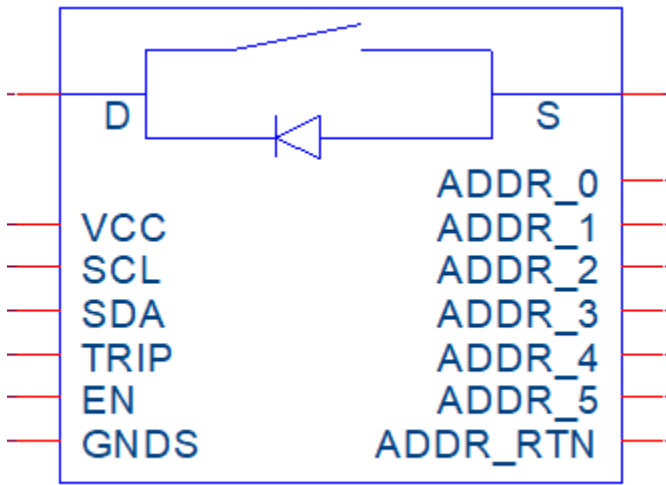 D S
ADDR_0
VCC ADDR_1
SCL ADDR_2
SDA ADDR_3
TRIP ADDR_4
EN ADDR_5
GNDS ADDR_RTN